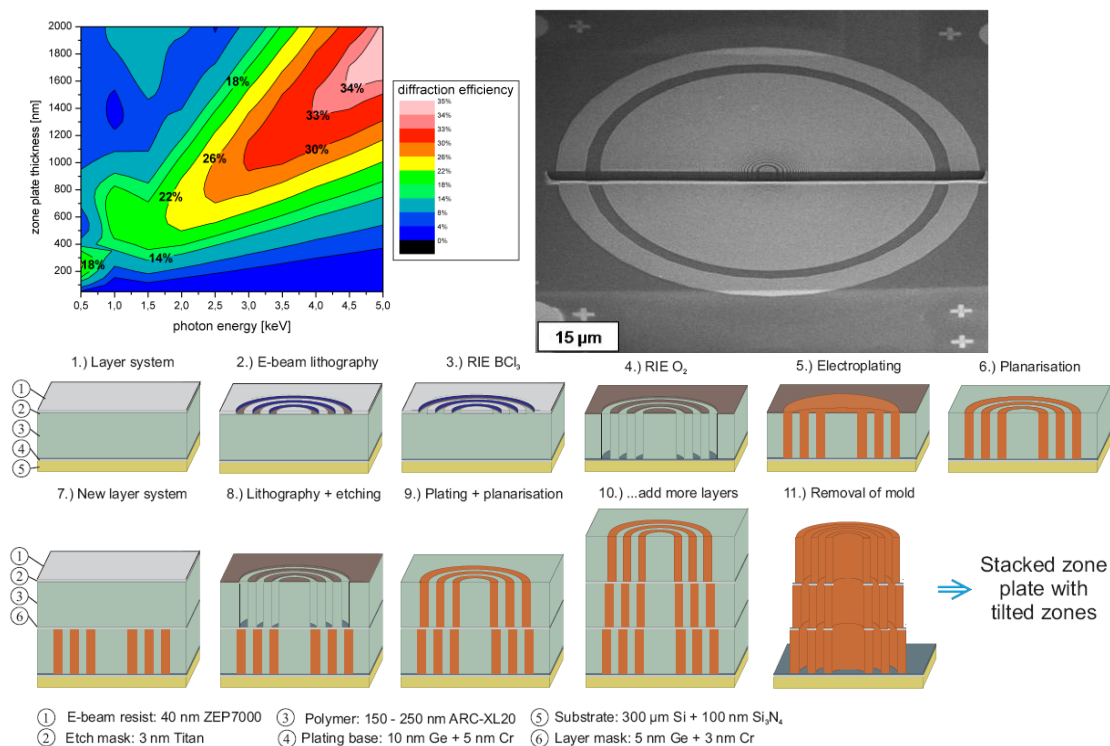 2000
1800
1600
1400
1200
1000
800
600
400
200
zone plate thickness [nm]
0,5 1,0 1,5 2,0 2,5 3,0 3,5 4,0 4,5 5,0
photon energy [keV]
18%
34%
33%
30%
26%
22%
14%
18%
diffraction efficiency
35%
34%
33%
30%
26%
22%
18%
14%
8%
4%
0%
15 µm
1.) Layer system
2.) E-beam lithography
3.) RIE BCl₃
4.) RIE O₂
5.) Electroplating
6.) Planarisation
1
2
3
4
5
7.) New layer system
8.) Lithography + etching
9.) Plating + planarisation
10.) ...add more layers
11.) Removal of mold
1
2
3
6
Stacked zone
plate with
tilted zones
① E-beam resist: 40 nm ZEP7000 ③ Polymer: 150 - 250 nm ARC-XL20 ⑤ Substrate: 300 µm Si + 100 nm Si₃N₄
② Etch mask: 3 nm Titan ④ Plating base: 10 nm Ge + 5 nm Cr ⑥ Layer mask: 5 nm Ge + 3 nm Cr